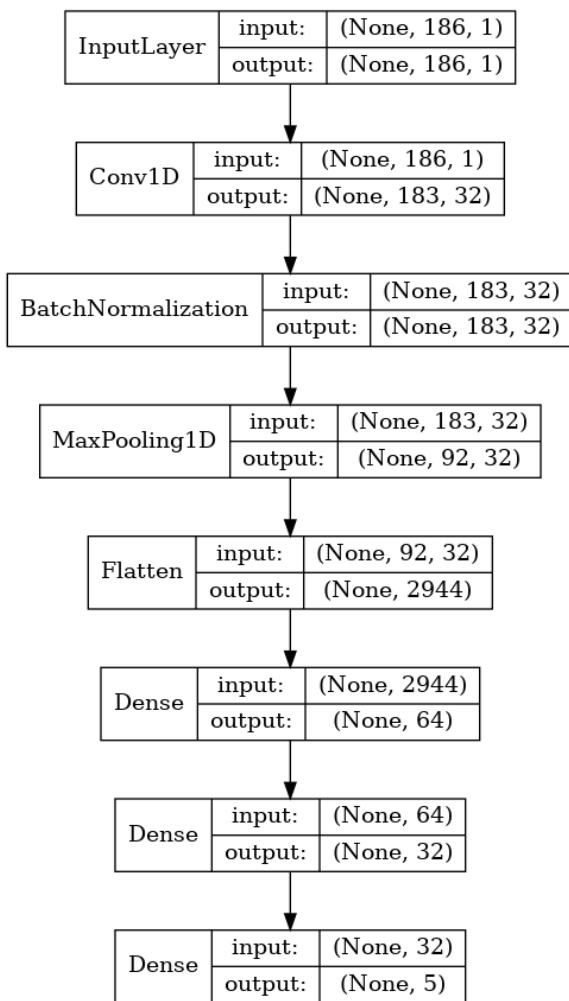 InputLayer
input: (None, 186, 1)
output: (None, 186, 1)
Conv1D
input: (None, 186, 1)
output: (None, 183, 32)
BatchNormalization
input: (None, 183, 32)
output: (None, 183, 32)
MaxPooling1D
input: (None, 183, 32)
output: (None, 92, 32)
Flatten
input: (None, 92, 32)
output: (None, 2944)
Dense
input: (None, 2944)
output: (None, 64)
Dense
input: (None, 64)
output: (None, 32)
Dense
input: (None, 32)
output: (None, 5)